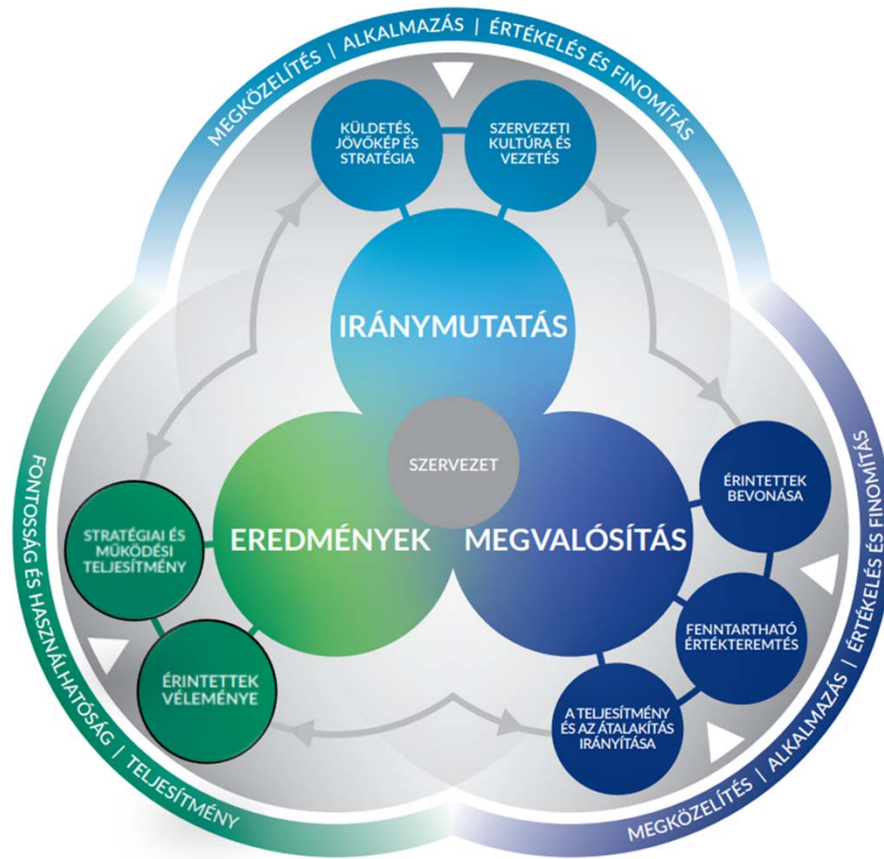 MEGKÖZELÍTÉS | ALKALMAZÁS | ÉRTÉKELÉS ÉS FINOMÍTÁS
KÜLDETÉS,
JÖVŐKÉP ÉS
STRATÉGIA
SZERVEZETI
KULTÚRA ÉS
VEZETÉS
IRÁNYMUTATÁS
SZERVEZET
EREDMÉNYEK
MEGVALÓSÍTÁS
STRATÉGIAI ÉS
MŰKÖDÉSI
TELJESÍTMÉNY
ÉRINTETTEK
VÉLEMÉNYE
ÉRINTETTEK
BEVONÁSA
FENNTARTHATÓ
ÉRTÉKTEREMTÉS
A TELJESÍTMÉNY
ÉS AZ ÁTALAKÍTÁS
IRÁNYÍTÁSA
FONTOSSÁG ÉS HASZNÁLHATÓSÁG | TELJESÍTMÉNY
MEGKÖZELÍTÉS | ALKALMAZÁS | ÉRTÉKELÉS ÉS FINOMÍTÁS